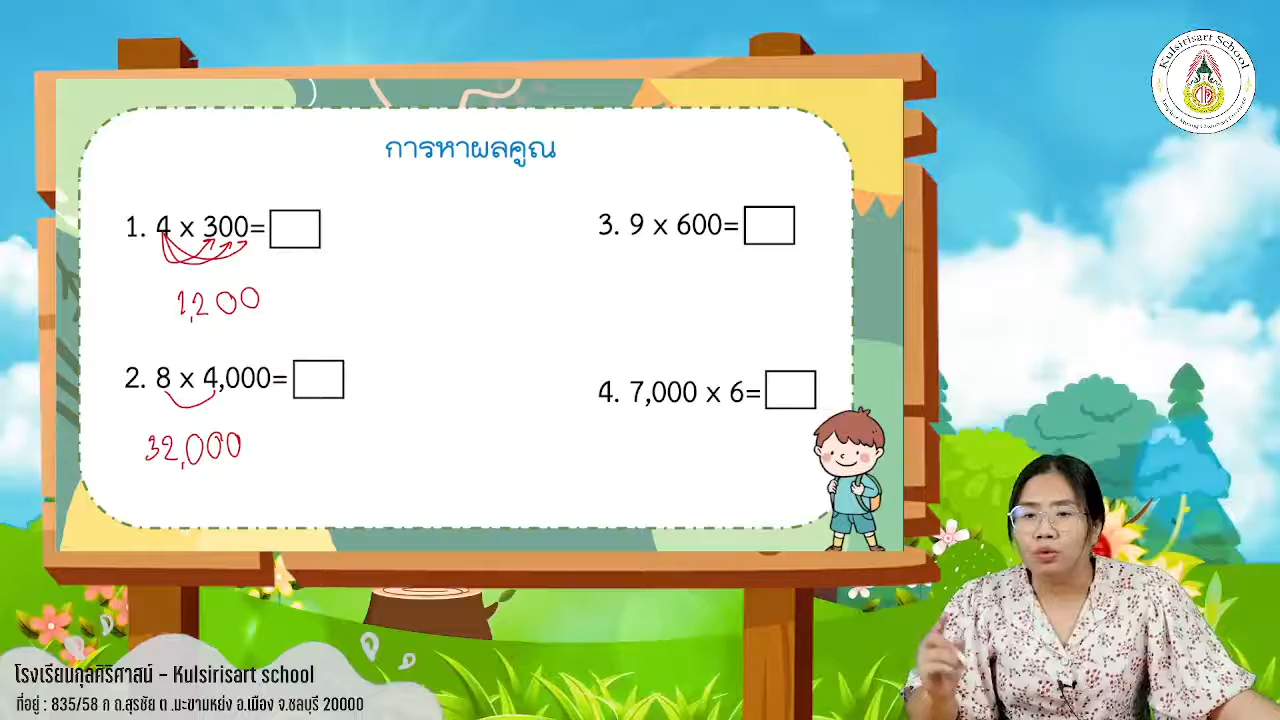 Kulsirisart School
การหาผลคูณ
1. 4 x 300=
1,200
2. 8 x 4,000=
32,000
3. 9 x 600=
4. 7,000 x 6=
โรงเรียนกุลศิริศาสน์ - Kulsirisart school
ที่อยู่ : 835/58 ก ถ.สุรชัย ต .มะขามหย่ง อ.เมือง จ.ชลบุรี 20000